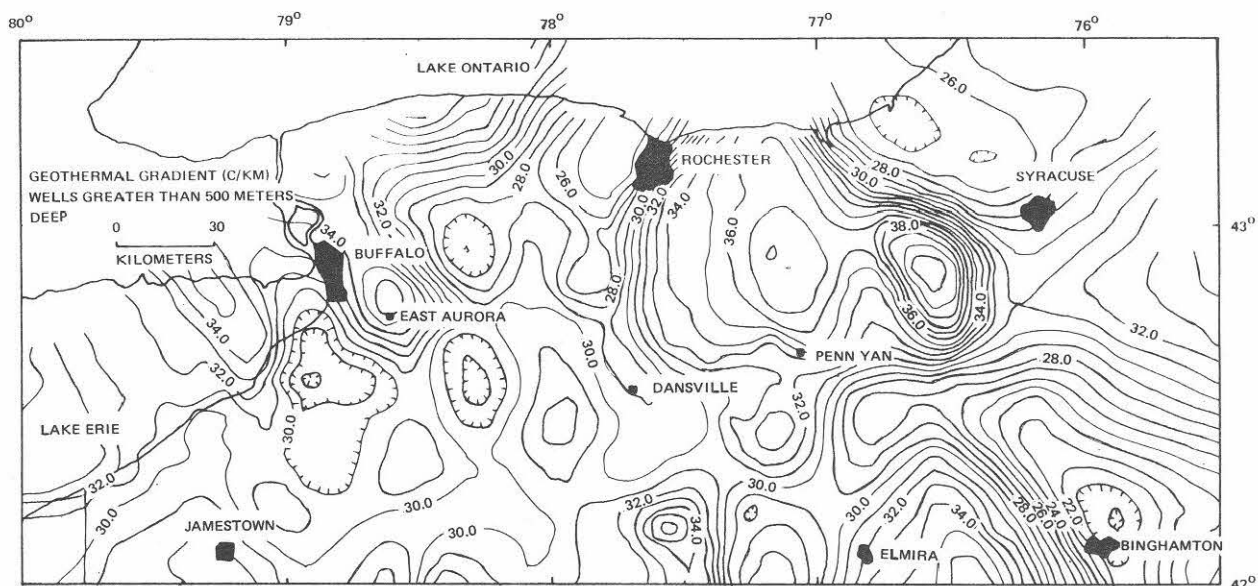 80° 79° 78° 77° 76°
LAKE ONTARIO
26.0
ROCHESTER
30.0
28.0
26.0
28.0
30.0
SYRACUSE
GEOTHERMAL GRADIENT (C/KM)
WELLS GREATER THAN 500 METERS
DEEP
0 30
KILOMETERS
32.0
34.0
BUFFALO
30.0
32.0
34.0
36.0
38.0
43°
28.0
34.0
36.0
EAST AURORA
34.0
32.0
32.0
PENN YAN
28.0
30.0
DANSVILLE
32.0
LAKE ERIE
30.0
32.0
30.0
JAMESTOWN
30.0
30.0
32.0
34.0
30.0
30.0
32.0
34.0
ELMIRA
28.0
26.0
24.0
22.0
BINGHAMTON
42°